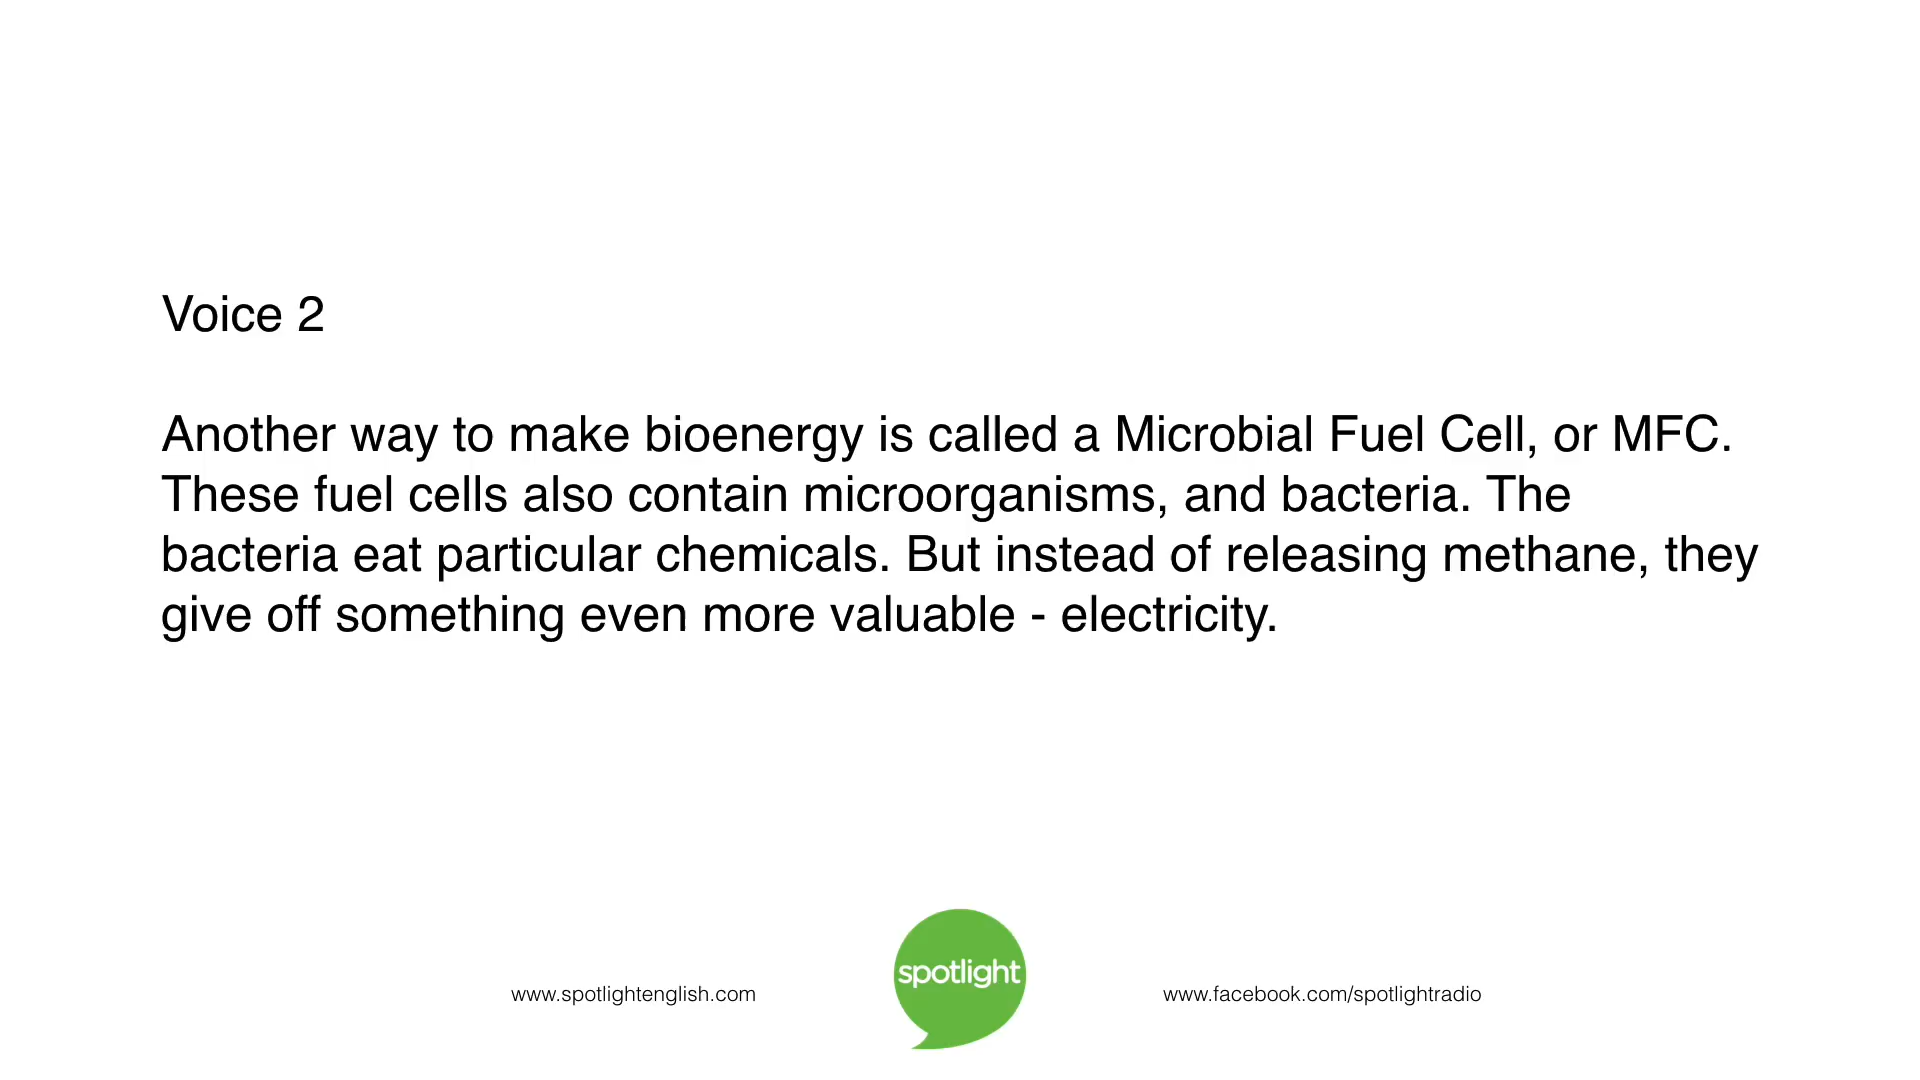 Voice 2
Another way to make bioenergy is called a Microbial Fuel Cell, or MFC.
These fuel cells also contain microorganisms, and bacteria. The
bacteria eat particular chemicals. But instead of releasing methane, they
give off something even more valuable - electricity.
spotlight
www.spotlightenglish.com
www.facebook.com/spotlightradio